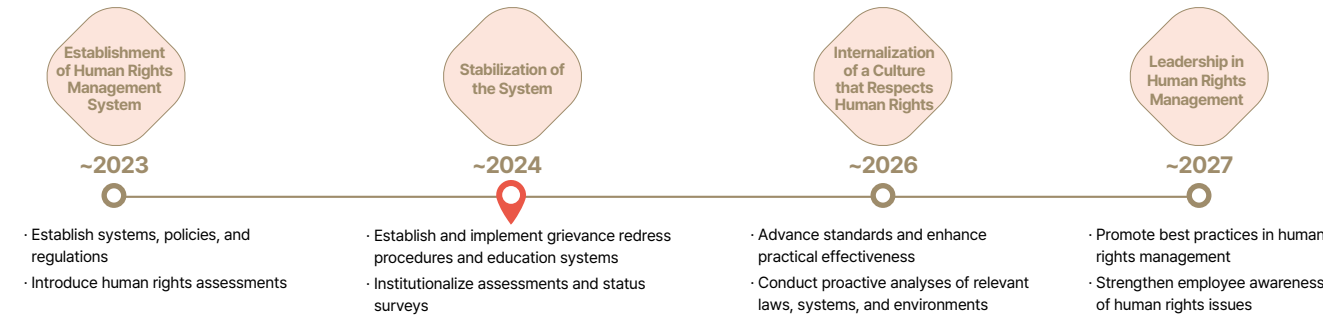 Establishment
of Human Rights
Management
System
~2023
· Establish systems, policies, and
regulations
· Introduce human rights assessments
Stabilization of
the System
~2024
· Establish and implement grievance redress
procedures and education systems
· Institutionalize assessments and status
surveys
Internalization
of a Culture
that Respects
Human Rights
~2026
· Advance standards and enhance
practical effectiveness
· Conduct proactive analyses of relevant
laws, systems, and environments
Leadership in
Human Rights
Management
~2027
· Promote best practices in human
rights management
· Strengthen employee awareness
of human rights issues